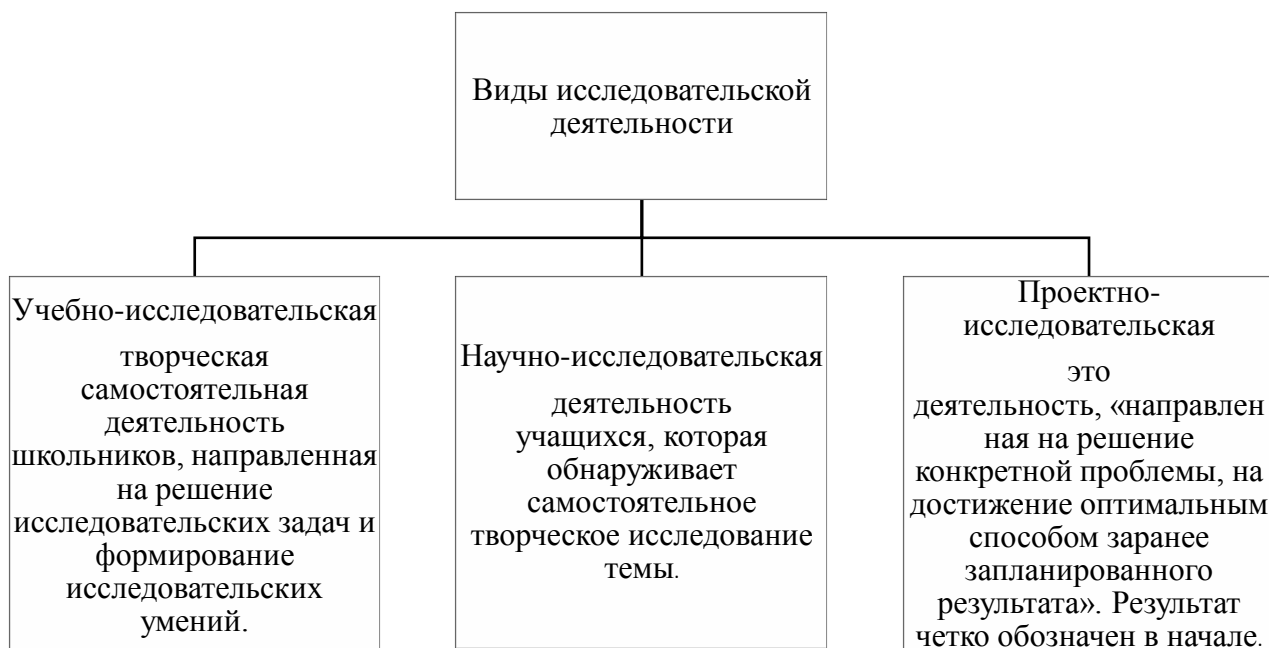 Виды исследовательской
деятельности
Учебно-исследовательская
творческая
самостоятельная
деятельность
школьников, направленная
на решение
исследовательских задач и
формирование
исследовательских
умений.
Научно-исследовательская
деятельность
учащихся, которая
обнаруживает
самостоятельное
творческое исследование
темы.
Проектно-
исследовательская
это
деятельность, «направлен
ная на решение
конкретной проблемы, на
достижение оптимальным
способом заранее
запланированного
результата». Результат
четко обозначен в начале.